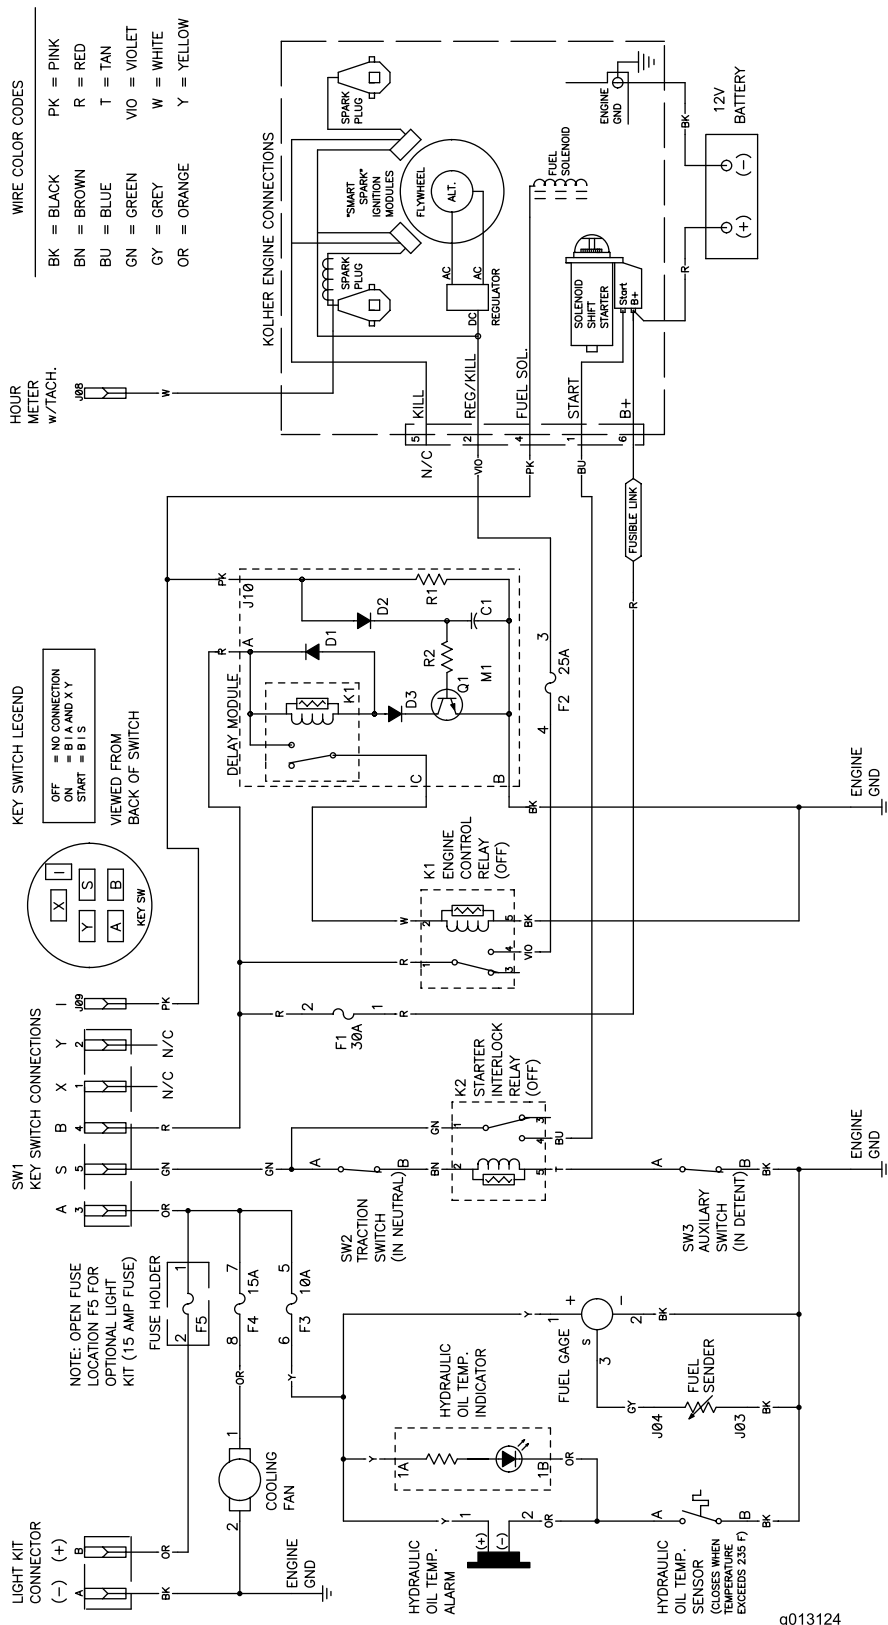 WIRE COLOR CODES
BK = BLACK
PK = PINK
BN = BROWN
R = RED
BU = BLUE
T = TAN
GN = GREEN
VIO = VIOLET
GY = GREY
W = WHITE
OR = ORANGE
Y = YELLOW
HOUR
METER
w/TACH.
J08
W
KOLHER ENGINE CONNECTIONS
SPARK
PLUG
SPARK
PLUG
"SMART
SPARK"
IGNITION
MODULES
FLYWHEEL
ALT.
AC
AC
DC
REGULATOR
FUEL
SOLENOID
ENGINE
GND
SOLENOID
SHIFT
STARTER
Start
B+
12V
BATTERY
(+)
(-)
R
BK
KILL
REG/KILL
FUEL SOL.
START
B+
5
2
4
1
6
N/C
VIO
PK
BU
FUSIBLE LINK
R
KEY SWITCH LEGEND
OFF = NO CONNECTION
ON = B I A AND X Y
START = B I S
VIEWED FROM
BACK OF SWITCH
X
I
Y
S
A
B
KEY SW
DELAY MODULE
R
A
PK
J10
K1
D1
D2
D3
R1
R2
C1
Q1
M1
C
B
BK
4
F2
25A
3
ENGINE
GND
K1
ENGINE
CONTROL
RELAY
(OFF)
W
2
5
BK
R
1
4
3
VIO
SW1
KEY SWITCH CONNECTIONS
A
S
B
X
Y
I
3
5
4
1
2
J09
OR
GN
R
N/C
N/C
PK
R
2
F1
30A
1
R
GN
A
B
SW2
TRACTION
SWITCH
(IN NEUTRAL)
GN
BN
K2
STARTER
INTERLOCK
RELAY
(OFF)
1
2
3
4
5
BU
T
A
B
SW3
AUXILARY
SWITCH
(IN DETENT)
BK
ENGINE
GND
NOTE: OPEN FUSE
LOCATION F5 FOR
OPTIONAL LIGHT
KIT (15 AMP FUSE)
FUSE HOLDER
2
1
F5
8
7
F4
15A
6
5
F3
10A
OR
Y
LIGHT KIT
CONNECTOR
(-)
(+)
A
B
BK
OR
COOLING
FAN
1
2
ENGINE
GND
HYDRAULIC
OIL TEMP.
INDICATOR
Y
1A
1B
OR
HYDRAULIC
OIL TEMP.
ALARM
Y
1
(+)
(-)
2
OR
HYDRAULIC
OIL TEMP.
SENSOR
(CLOSES WHEN
TEMPERATURE
EXCEEDS 235 F)
A
B
BK
FUEL GAGE
Y
1
+
-
2
BK
S
3
GY
J04
FUEL
SENDER
J03
BK
g013124